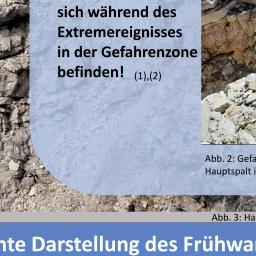 sich während des
Extremereignisses
in der Gefahrenzone
befinden! (1),(2)
Abb. 2: Gefa
Hauptspalt i
Abb. 3: Ha
nte Darstellung des Frühwa